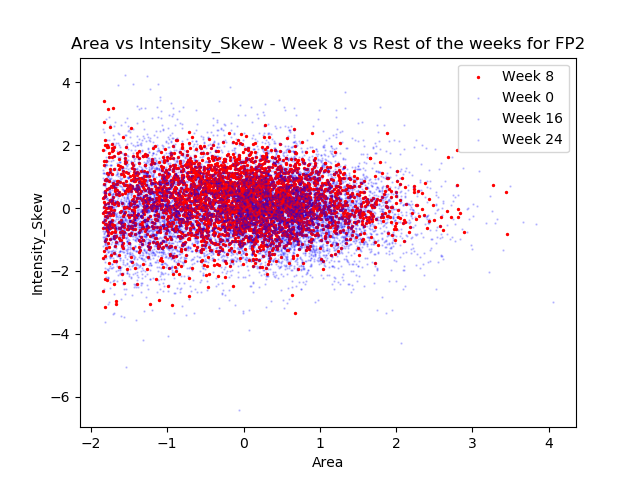 Area vs Intensity_Skew - Week 8 vs Rest of the weeks for FP2
Week 8
Week 0
Week 16
Week 24
4
2
0
−2
−4
−6
Intensity_Skew
−2
−1
0
1
2
3
4
Area